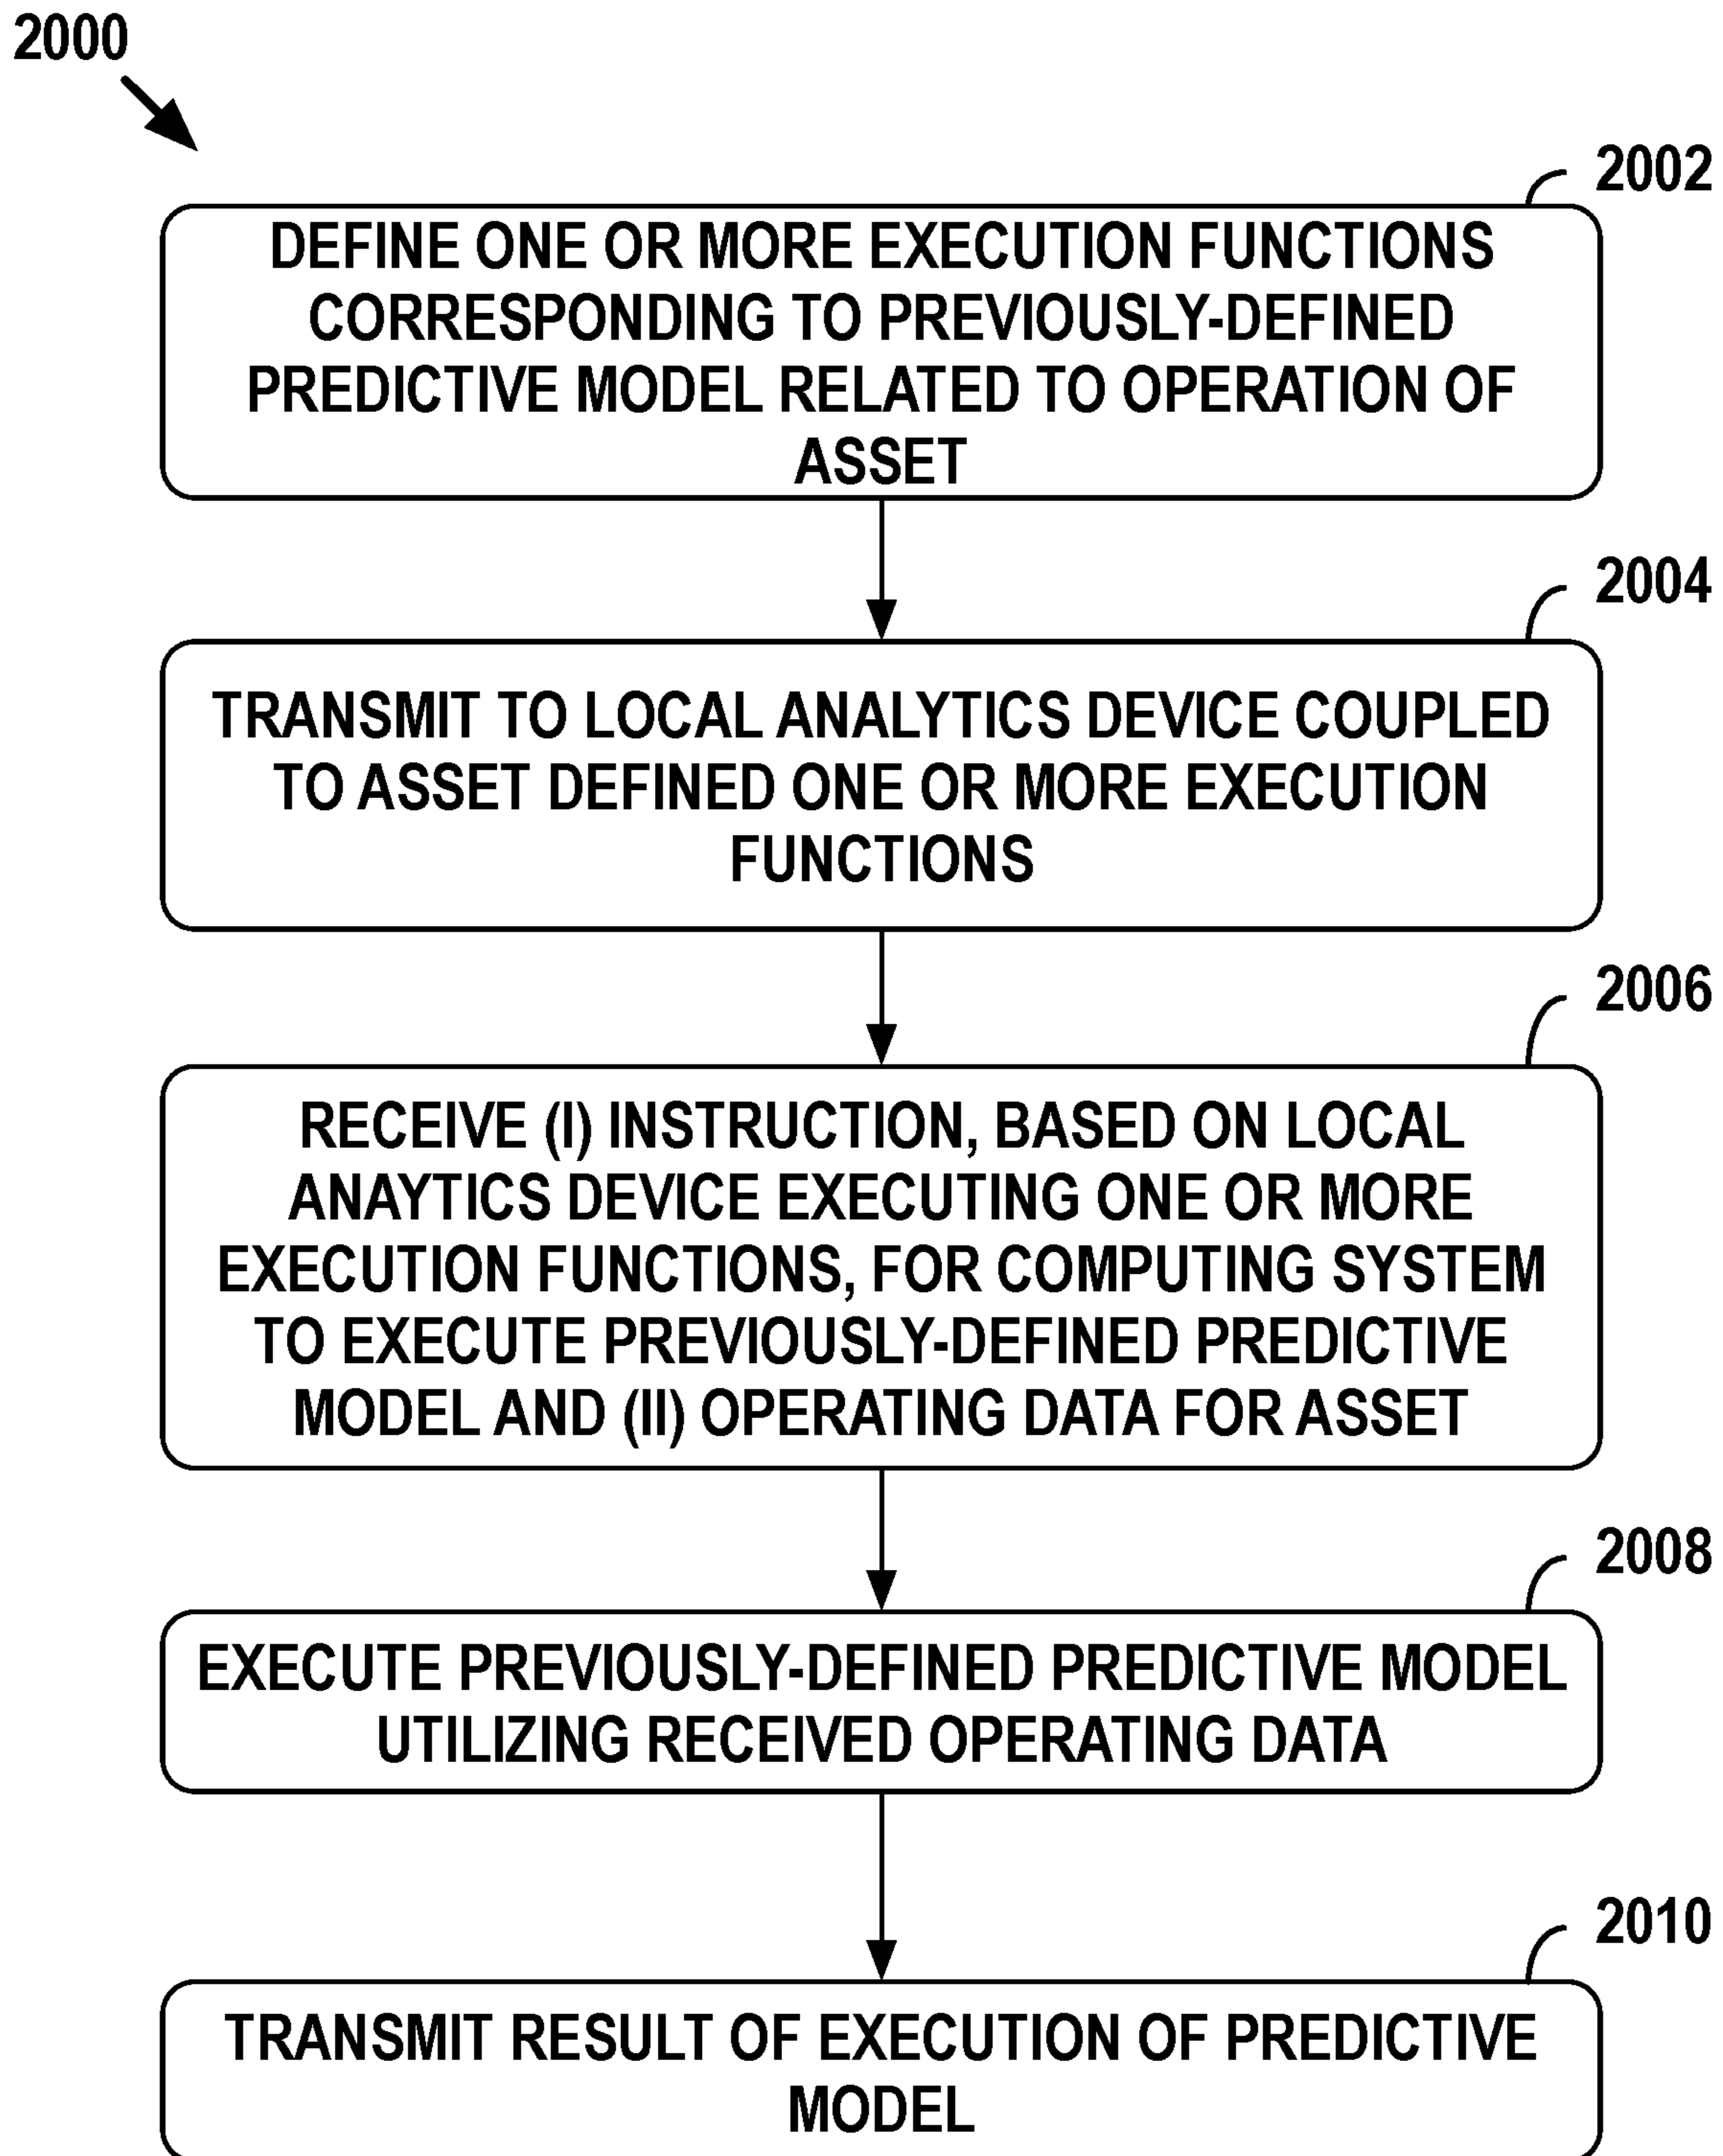 2000
2002
DEFINE ONE OR MORE EXECUTION FUNCTIONS
CORRESPONDING TO PREVIOUSLY-DEFINED
PREDICTIVE MODEL RELATED TO OPERATION OF
ASSET
2004
TRANSMIT TO LOCAL ANALYTICS DEVICE COUPLED
TO ASSET DEFINED ONE OR MORE EXECUTION
FUNCTIONS
2006
RECEIVE (I) INSTRUCTION, BASED ON LOCAL
ANAYTICS DEVICE EXECUTING ONE OR MORE
EXECUTION FUNCTIONS, FOR COMPUTING SYSTEM
TO EXECUTE PREVIOUSLY-DEFINED PREDICTIVE
MODEL AND (II) OPERATING DATA FOR ASSET
2008
EXECUTE PREVIOUSLY-DEFINED PREDICTIVE MODEL
UTILIZING RECEIVED OPERATING DATA
2010
TRANSMIT RESULT OF EXECUTION OF PREDICTIVE
MODEL